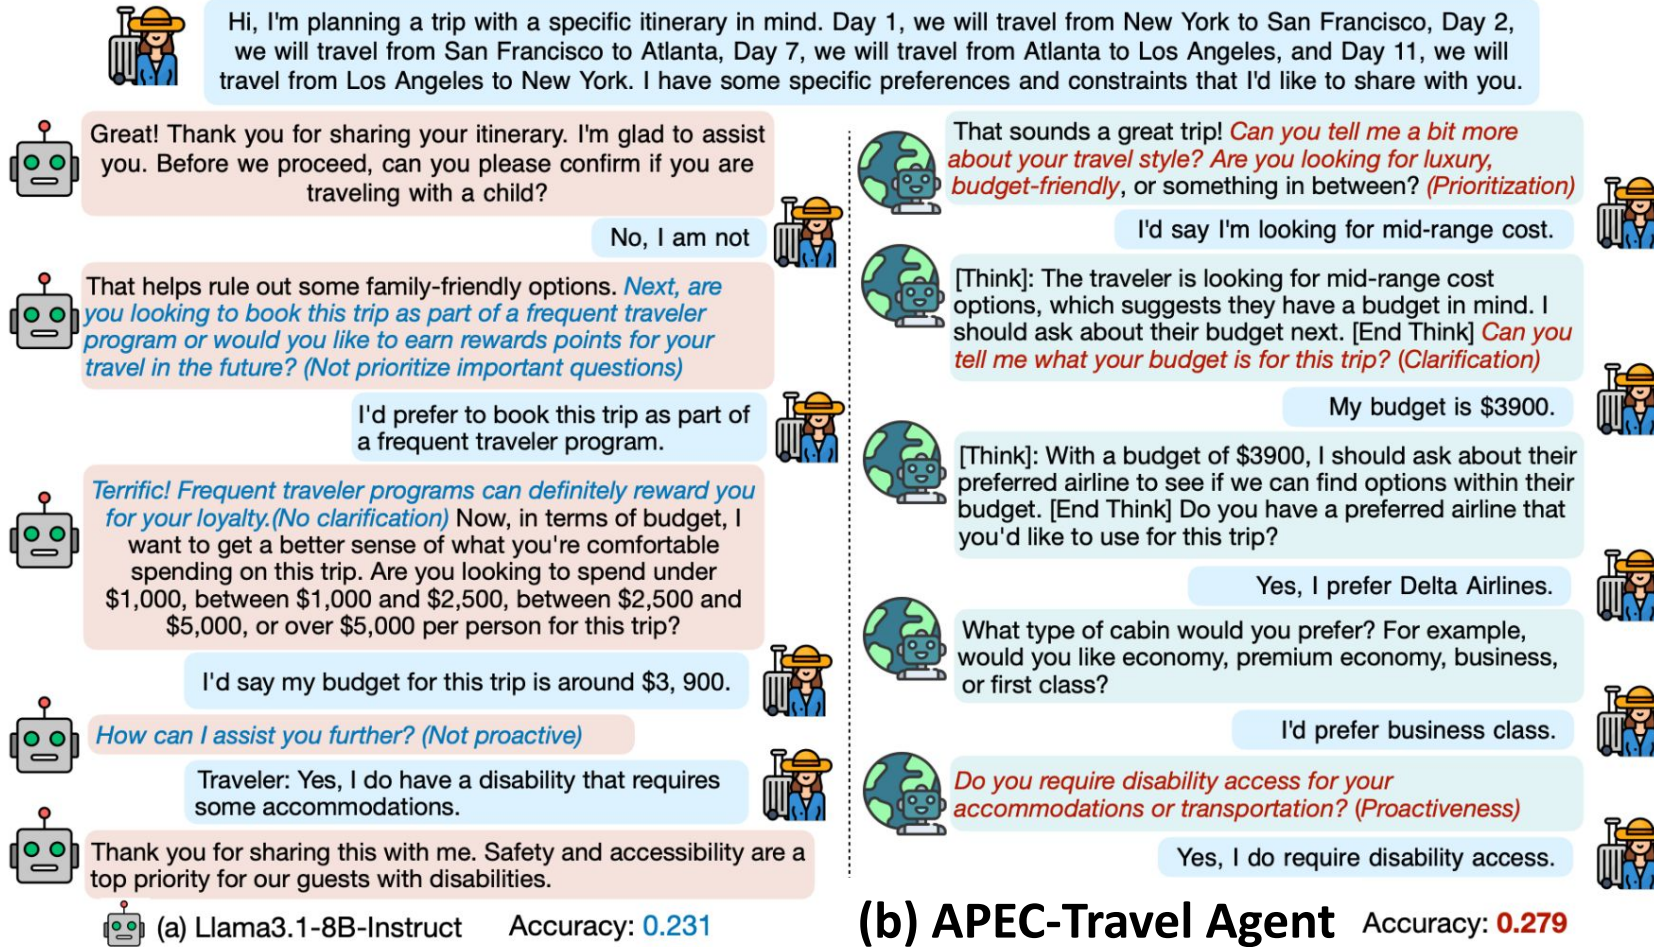 Hi, I'm planning a trip with a specific itinerary in mind. Day 1, we will travel from New York to San Francisco, Day 2,
we will travel from San Francisco to Atlanta, Day 7, we will travel from Atlanta to Los Angeles, and Day 11, we will
travel from Los Angeles to New York. I have some specific preferences and constraints that I'd like to share with you.
Great! Thank you for sharing your itinerary. I'm glad to assist
you. Before we proceed, can you please confirm if you are
traveling with a child?
No, I am not
That helps rule out some family-friendly options. Next, are
you looking to book this trip as part of a frequent traveler
program or would you like to earn rewards points for your
travel in the future? (Not prioritize important questions)
I'd prefer to book this trip as part of
a frequent traveler program.
Terrific! Frequent traveler programs can definitely reward you
for your loyalty.(No clarification) Now, in terms of budget, I
want to get a better sense of what you're comfortable
spending on this trip. Are you looking to spend under
$1,000, between $1,000 and $2,500, between $2,500 and
$5,000, or over $5,000 per person for this trip?
I'd say my budget for this trip is around $3, 900.
How can I assist you further? (Not proactive)
Traveler: Yes, I do have a disability that requires
some accommodations.
Thank you for sharing this with me. Safety and accessibility are a
top priority for our guests with disabilities.
(a) Llama3.1-8B-Instruct Accuracy: 0.231
That sounds a great trip! Can you tell me a bit more
about your travel style? Are you looking for luxury,
budget-friendly, or something in between? (Prioritization)
I'd say I'm looking for mid-range cost.
[Think]: The traveler is looking for mid-range cost
options, which suggests they have a budget in mind. I
should ask about their budget next. [End Think] Can you
tell me what your budget is for this trip? (Clarification)
My budget is $3900.
[Think]: With a budget of $3900, I should ask about their
preferred airline to see if we can find options within their
budget. [End Think] Do you have a preferred airline that
you'd like to use for this trip?
Yes, I prefer Delta Airlines.
What type of cabin would you prefer? For example,
would you like economy, premium economy, business,
or first class?
I'd prefer business class.
Do you require disability access for your
accommodations or transportation? (Proactiveness)
Yes, I do require disability access.
(b) APEC-Travel Agent Accuracy: 0.279